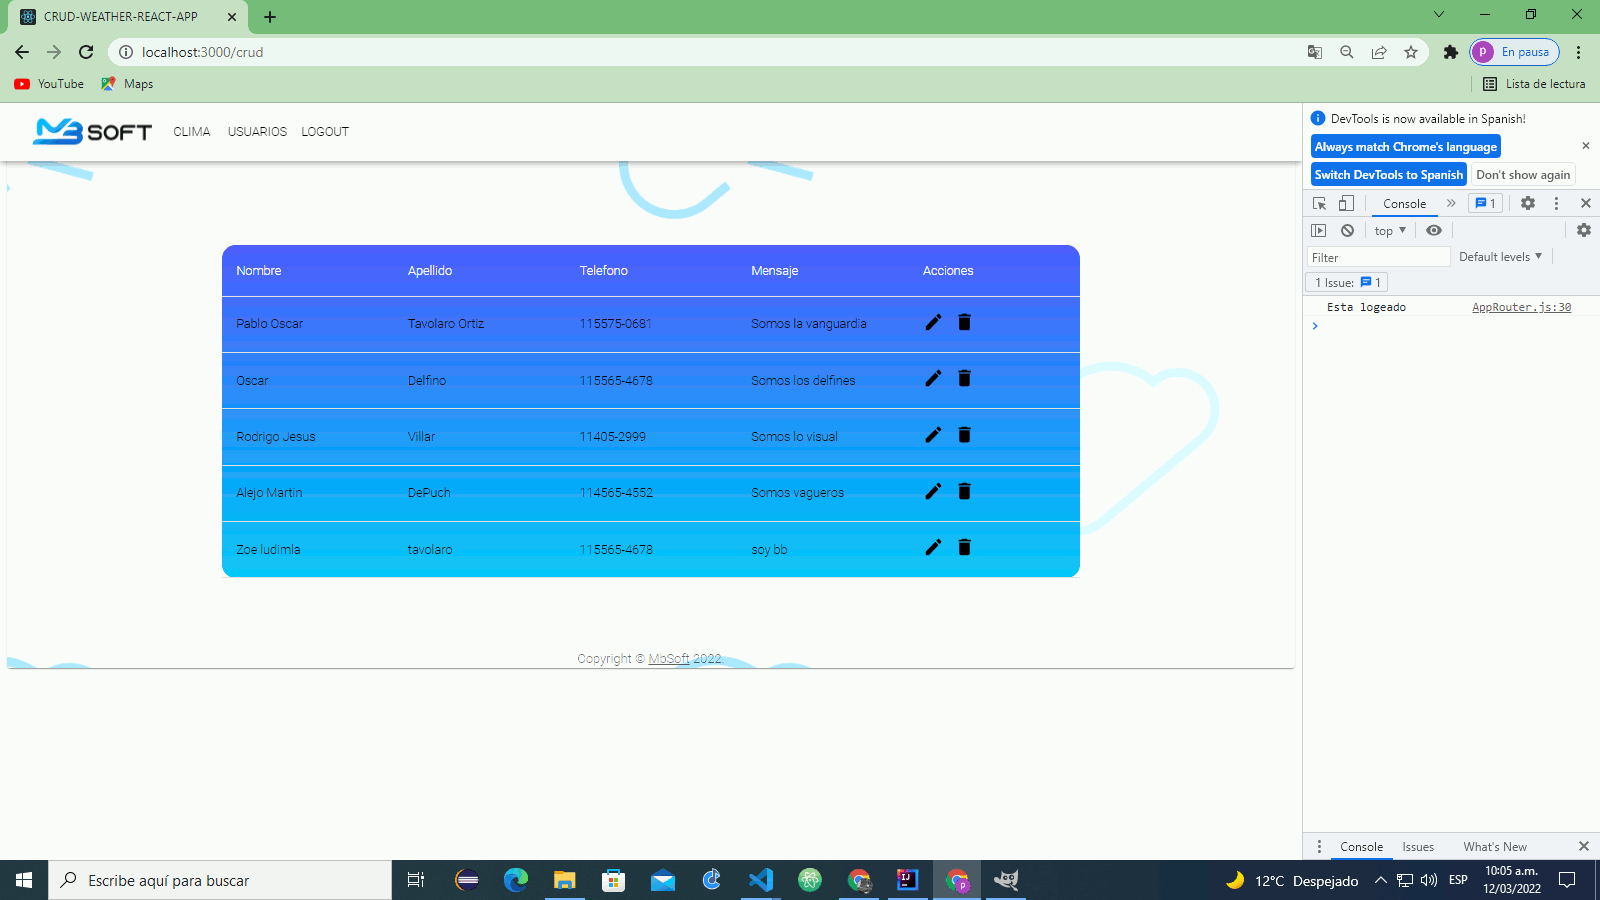 CRUD-WEATHER-REACT-APP
localhost:3000/crud
En pausa
YouTube
Maps
Lista de lectura
MB SOFT
CLIMA
USUARIOS
LOGOUT
Nombre Apellido Telefono Mensaje Acciones
Pablo Oscar Tavolaro Ortiz 115575-0681 Somos la vanguardia
Oscar Delfino 115565-4678 Somos los delfines
Rodrigo Jesus Villar 11405-2999 Somos lo visual
Alejo Martin DePuch 114565-4552 Somos vagueros
Zoe ludimla tavolaro 115565-4678 soy bb
Copyright © MbSoft 2022.
DevTools is now available in Spanish!
Always match Chrome's language
Switch DevTools to Spanish
Don't show again
Console
1
top
Filter
Default levels
1 Issue: 1
Esta logeado AppRouter.js:30
Console
Issues
What's New
Escribe aquí para buscar
12°C Despejado
ESP
10:05 a.m.
12/03/2022